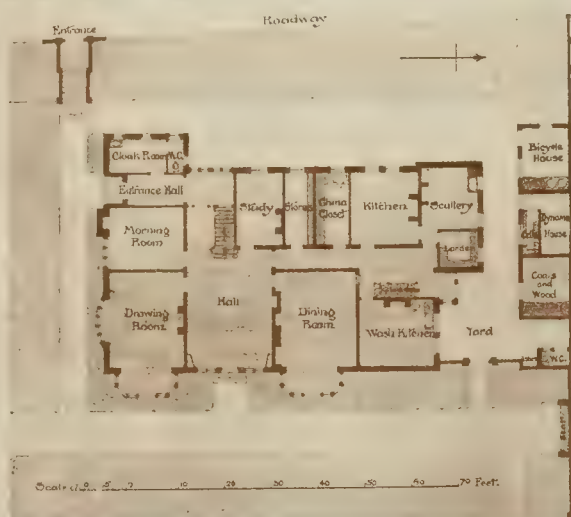 Roadway
Entrance
Cloak Room
W.C.
Bicycle
House
Entrance Hall
Study
Stores
China
Closet
Kitchen
Scullery
Larder
Morning
Room
Dynamo
House
Drawing
Room
Hall
Dining
Room
Wash Kitchen
Yard
Coals
and
Wood
W.C.
Scale of
0
5
10
20
30
40
50
60
70 Feet.